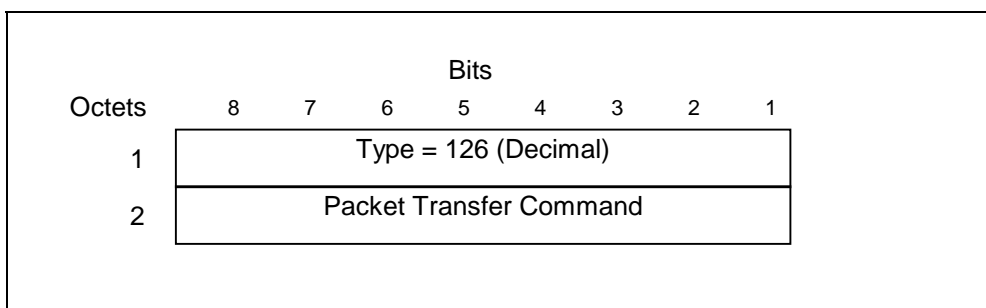 Bits
Octets 8 7 6 5 4 3 2 1
1 Type = 126 (Decimal)
2 Packet Transfer Command